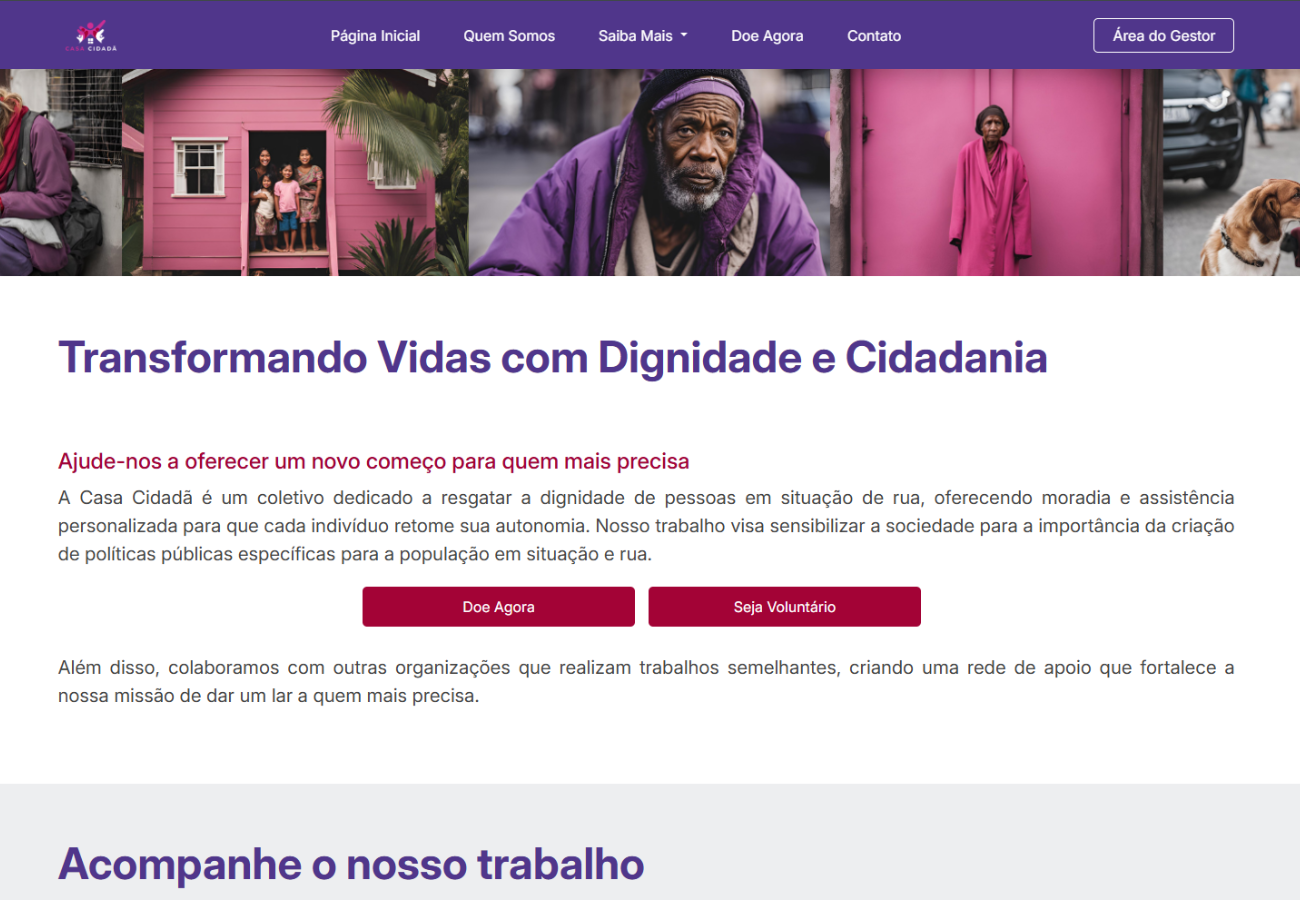 CASA CIDADÃ
Página Inicial
Quem Somos
Saiba Mais
Doe Agora
Contato
Área do Gestor
Transformando Vidas com Dignidade e Cidadania
Ajude-nos a oferecer um novo começo para quem mais precisa
A Casa Cidadã é um coletivo dedicado a resgatar a dignidade de pessoas em situação de rua, oferecendo moradia e assistência
personalizada para que cada indivíduo retome sua autonomia. Nosso trabalho visa sensibilizar a sociedade para a importância da criação
de políticas públicas específicas para a população em situação e rua.
Doe Agora
Seja Voluntário
Além disso, colaboramos com outras organizações que realizam trabalhos semelhantes, criando uma rede de apoio que fortalece a
nossa missão de dar um lar a quem mais precisa.
Acompanhe o nosso trabalho